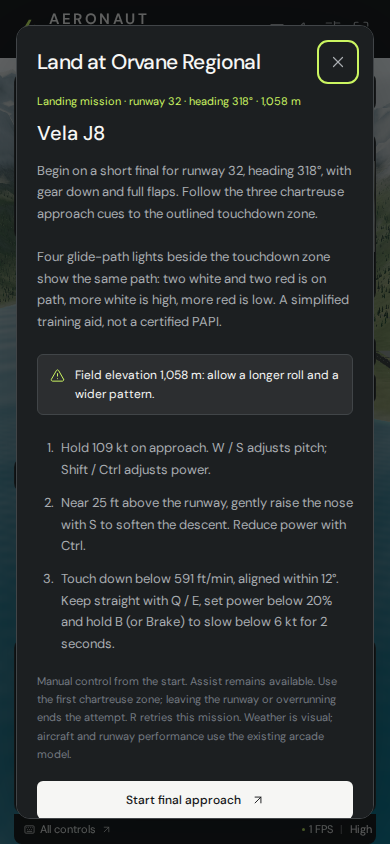 AERONAUT
Land at Orvane Regional
Landing mission · runway 32 · heading 318° · 1,058 m
Vela J8
Begin on a short final for runway 32, heading 318°, with
gear down and full flaps. Follow the three chartreuse
approach cues to the outlined touchdown zone.
Four glide-path lights beside the touchdown zone
show the same path: two white and two red is on
path, more white is high, more red is low. A simplified
training aid, not a certified PAPI.
Field elevation 1,058 m: allow a longer roll and a
wider pattern.
1. Hold 109 kt on approach. W / S adjusts pitch;
Shift / Ctrl adjusts power.
2. Near 25 ft above the runway, gently raise the nose
with S to soften the descent. Reduce power with
Ctrl.
3. Touch down below 591 ft/min, aligned within 12°.
Keep straight with Q / E, set power below 20%
and hold B (or Brake) to slow below 6 kt for 2
seconds.
Manual control from the start. Assist remains available. Use
the first chartreuse zone; leaving the runway or overrunning
ends the attempt. R retries this mission. Weather is visual;
aircraft and runway performance use the existing arcade
model.
Start final approach
All controls
• 1 FPS | High